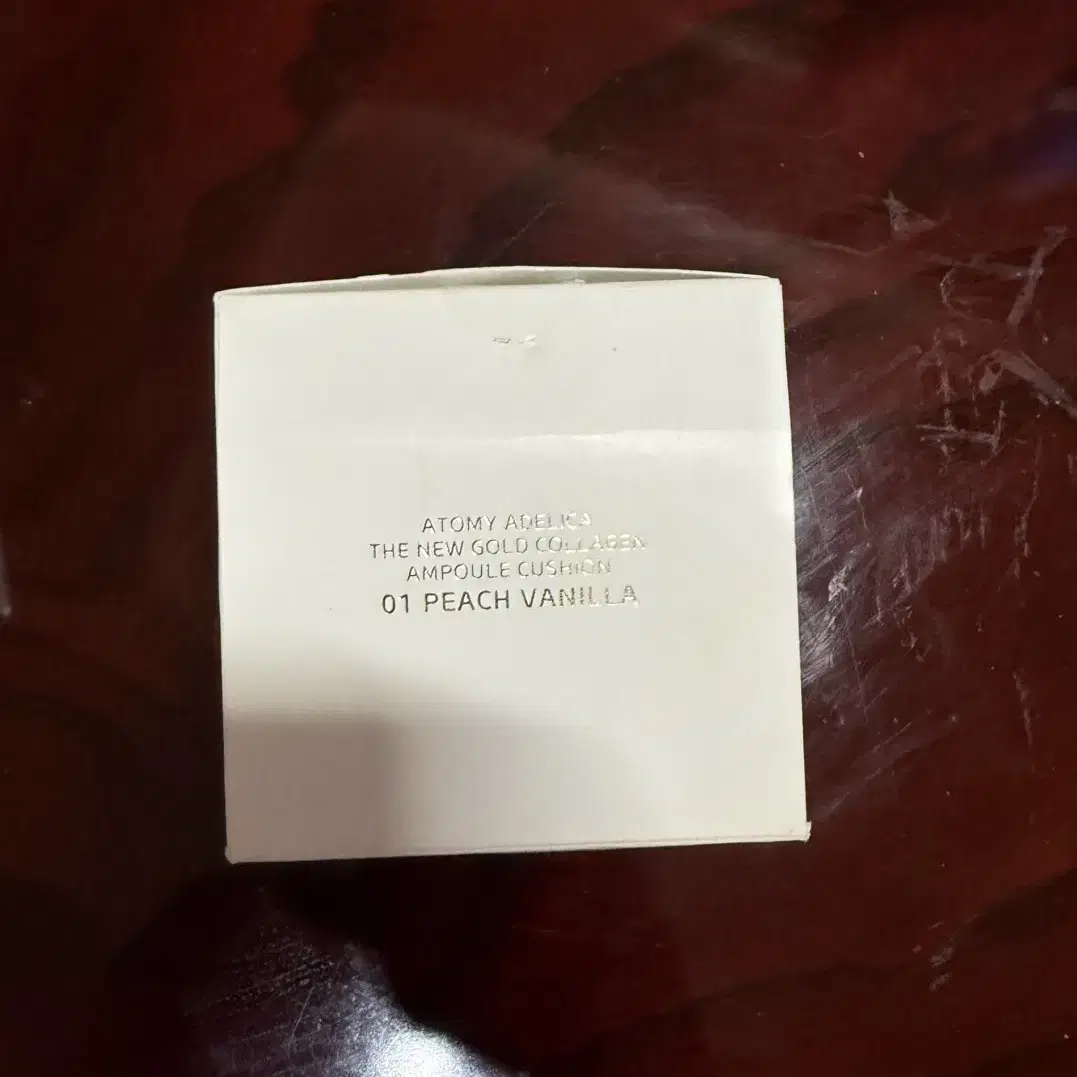 ATOMY ADELICA
THE NEW GOLD COLLAGEN
AMPOULE CUSHION
01 PEACH VANILLA